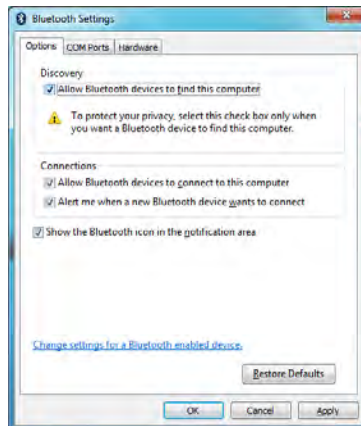 Bluetooth Settings
Options COM Ports Hardware
Discovery
Allow Bluetooth devices to find this computer
To protect your privacy, select this check box only when
you want a Bluetooth device to find this computer.
Connections
Allow Bluetooth devices to connect to this computer
Alert me when a new Bluetooth device wants to connect
Show the Bluetooth icon in the notification area
Change settings for a Bluetooth enabled device.
Restore Defaults
OK Cancel Apply